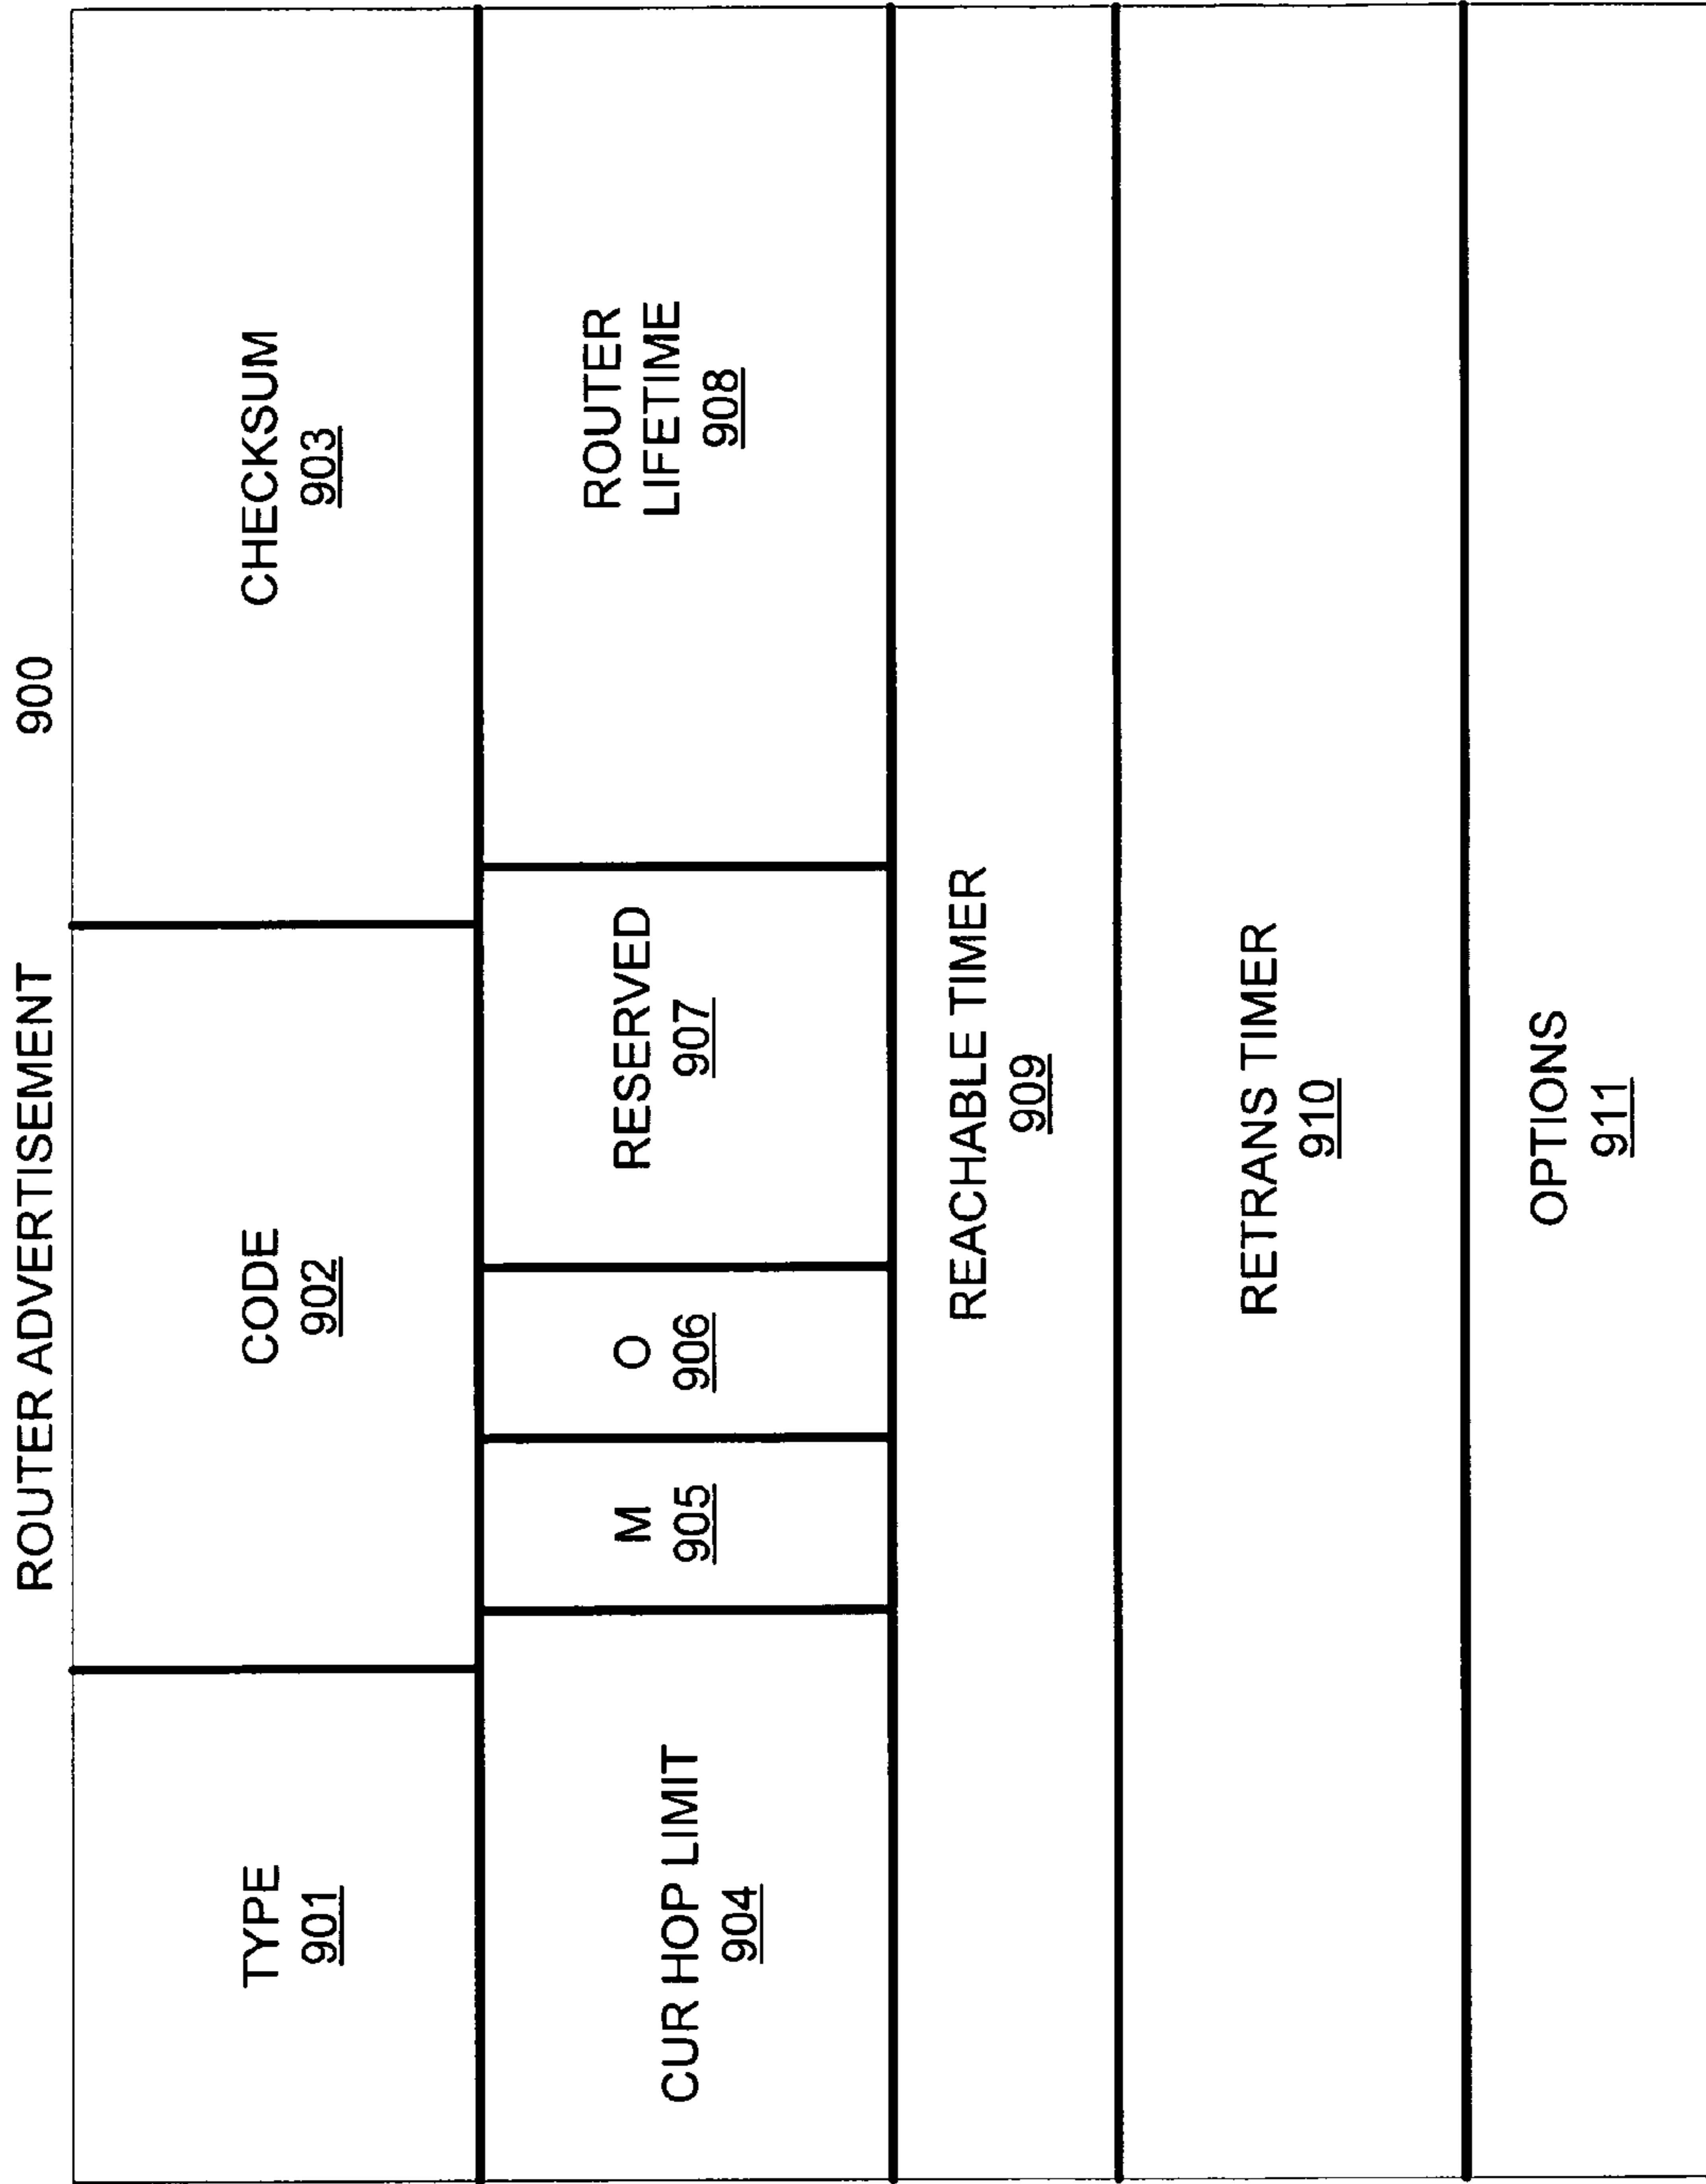 ROUTER ADVERTISEMENT 900
TYPE
901
CODE
902
CHECKSUM
903
CUR HOP LIMIT
904
M
905
O
906
RESERVED
907
ROUTER
LIFETIME
908
REACHABLE TIMER
909
RETRANS TIMER
910
OPTIONS
911